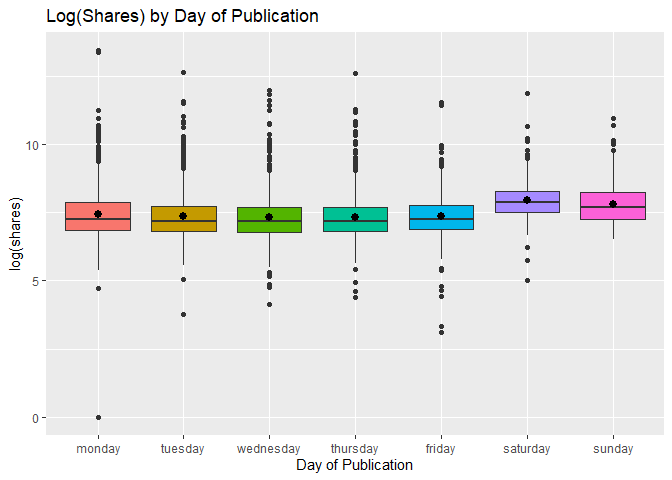 Log(Shares) by Day of Publication
log(shares)
10
5
0
monday tuesday wednesday thursday friday saturday sunday
Day of Publication